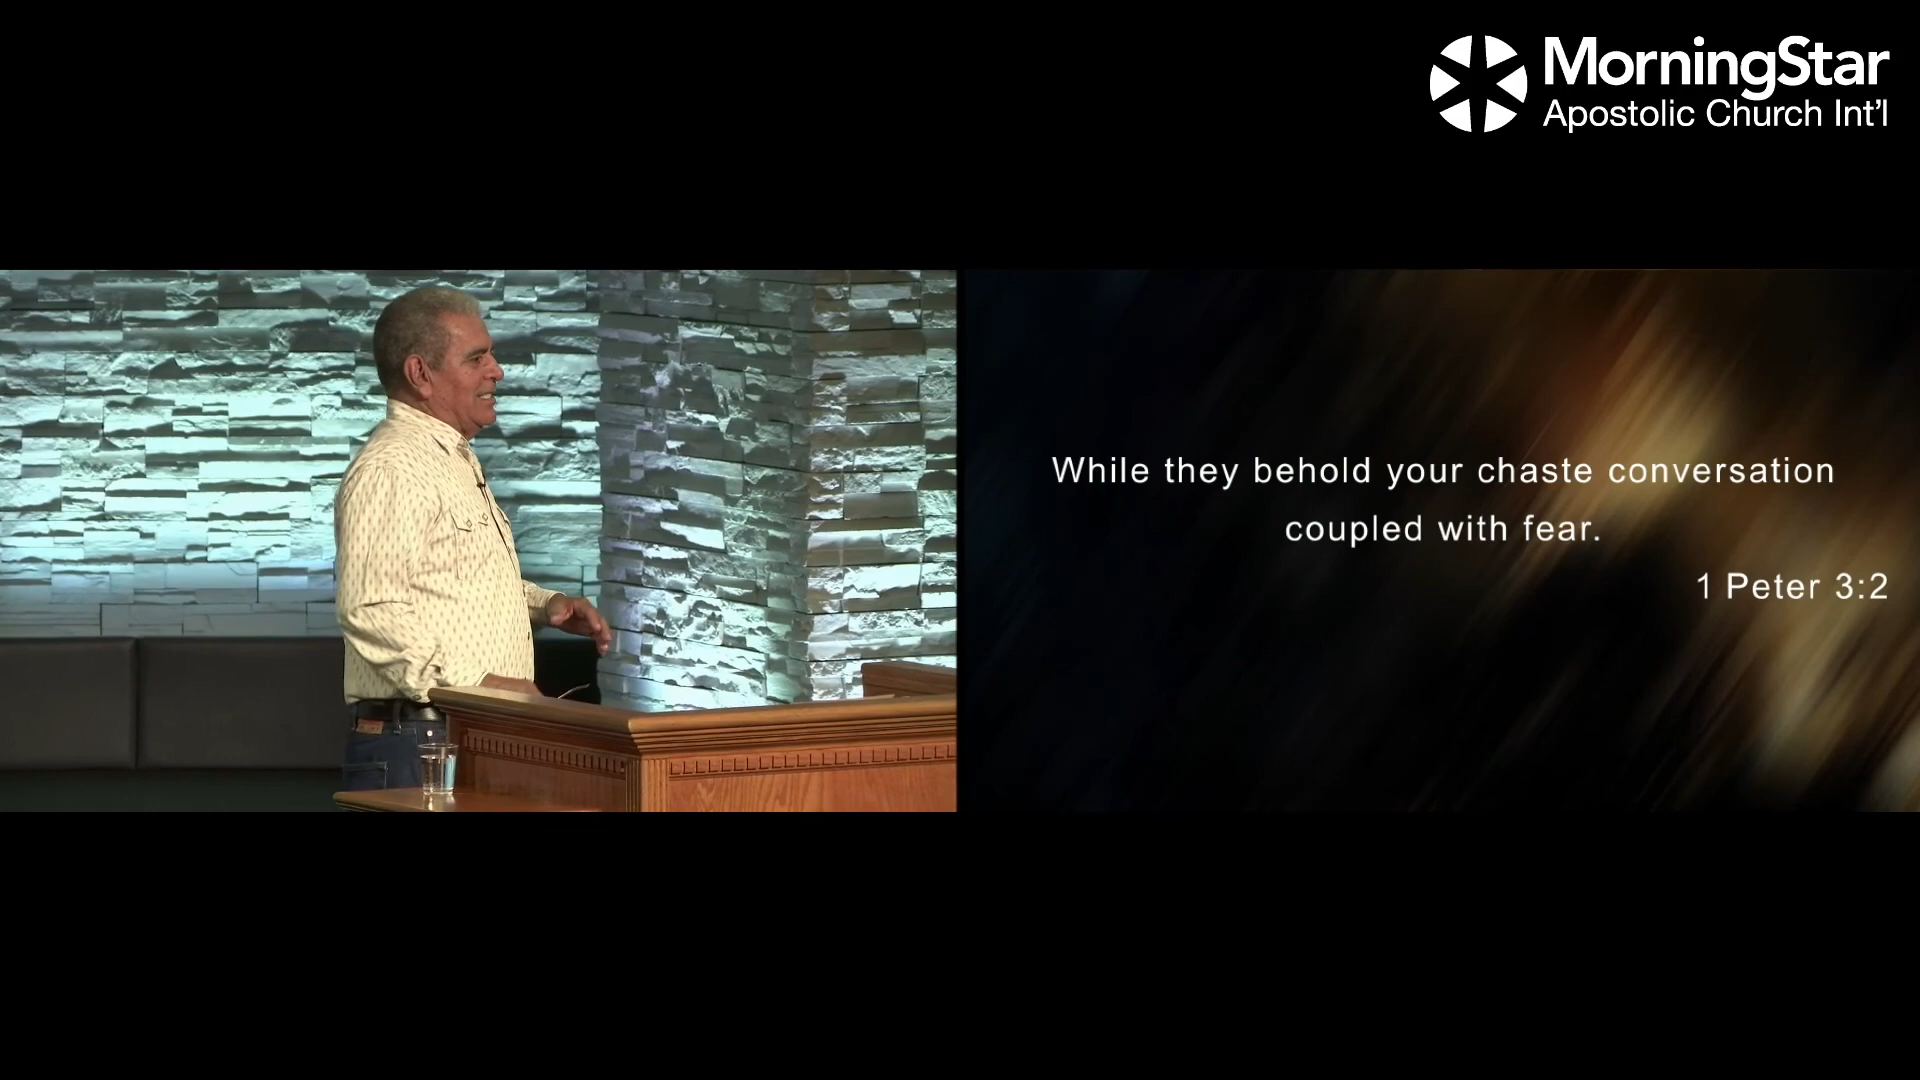 MorningStar
Apostolic Church Int'l
While they behold your chaste conversation
coupled with fear.
1 Peter 3:2